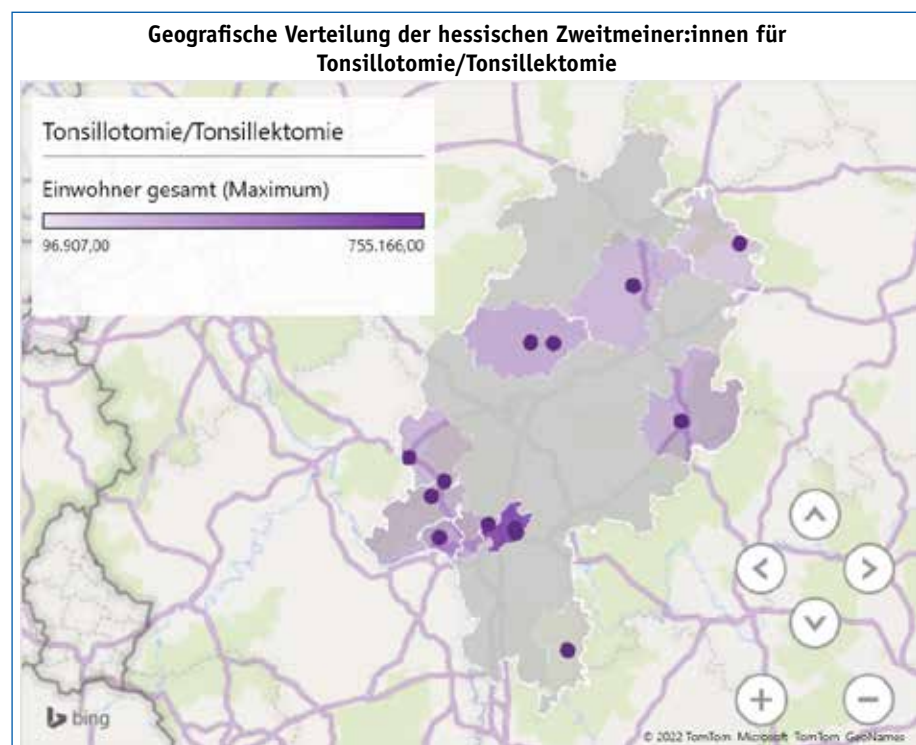 Geografische Verteilung der hessischen Zweitmeiner:innen für
Tonsillotomie/Tonsillektomie
Tonsillotomie/Tonsillektomie
Einwohner gesamt (Maximum)
96.907,00 755.166,00
bing
© 2022 TomTom Microsoft TomTom GeoNames